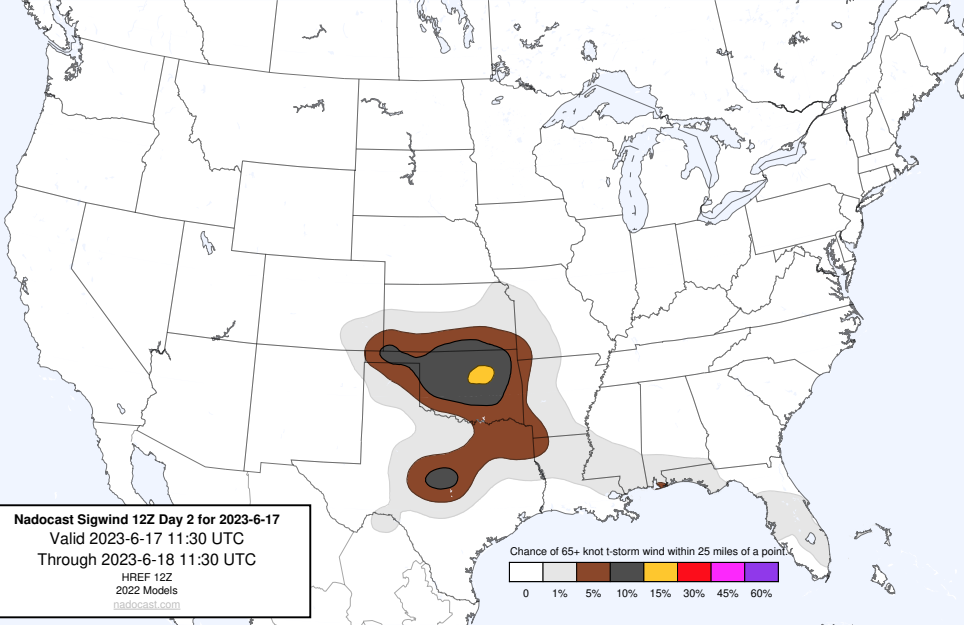 Nadocast Sigwind 12Z Day 2 for 2023-6-17
Valid 2023-6-17 11:30 UTC
Through 2023-6-18 11:30 UTC
HREF 12Z
2022 Models
nadocast.com
Chance of 65+ knot t-storm wind within 25 miles of a point.
0 1% 5% 10% 15% 30% 45% 60%